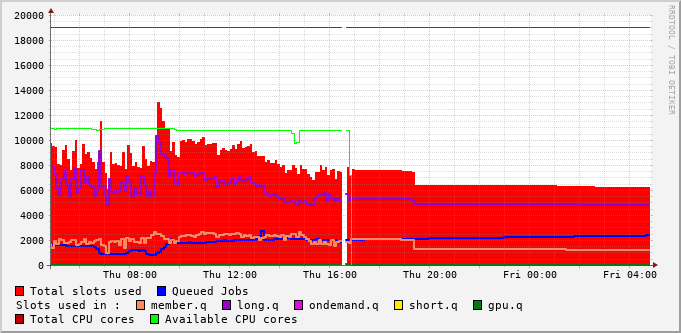 RRDTOOL / TOBI OETIKER
20000
18000
16000
14000
12000
10000
8000
6000
4000
2000
0
Thu 08:00 Thu 12:00 Thu 16:00 Thu 20:00 Fri 00:00 Fri 04:00
Total slots used Queued Jobs
Slots used in : member.q long.q ondemand.q short.q gpu.q
Total CPU cores Available CPU cores